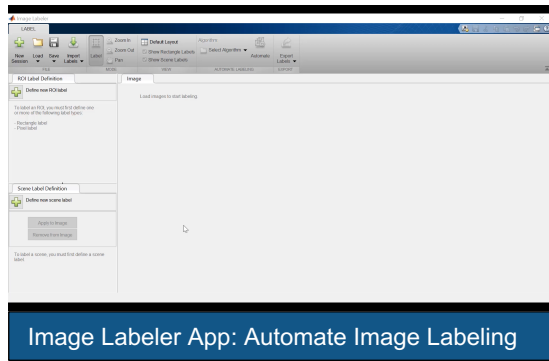 Image Labeler
LABEL
New Session
Load
Save
Import Labels
Label
Zoom In
Zoom Out
Pan
Default Layout
Show Rectangle Labels
Show Scene Labels
Algorithm
Select Algorithm
Automate
Export Labels
FILE
MODE
VIEW
AUTOMATE LABELING
EXPORT
ROI Label Definition
Image
Define new ROI label
Load images to start labeling.
To label an ROI, you must first define one
or more of the following label types:
- Rectangle label
- Pixel label
Scene Label Definition
Define new scene label
Apply to Image
Remove from Image
To label a scene, you must first define a scene
label
Image Labeler App: Automate Image Labeling